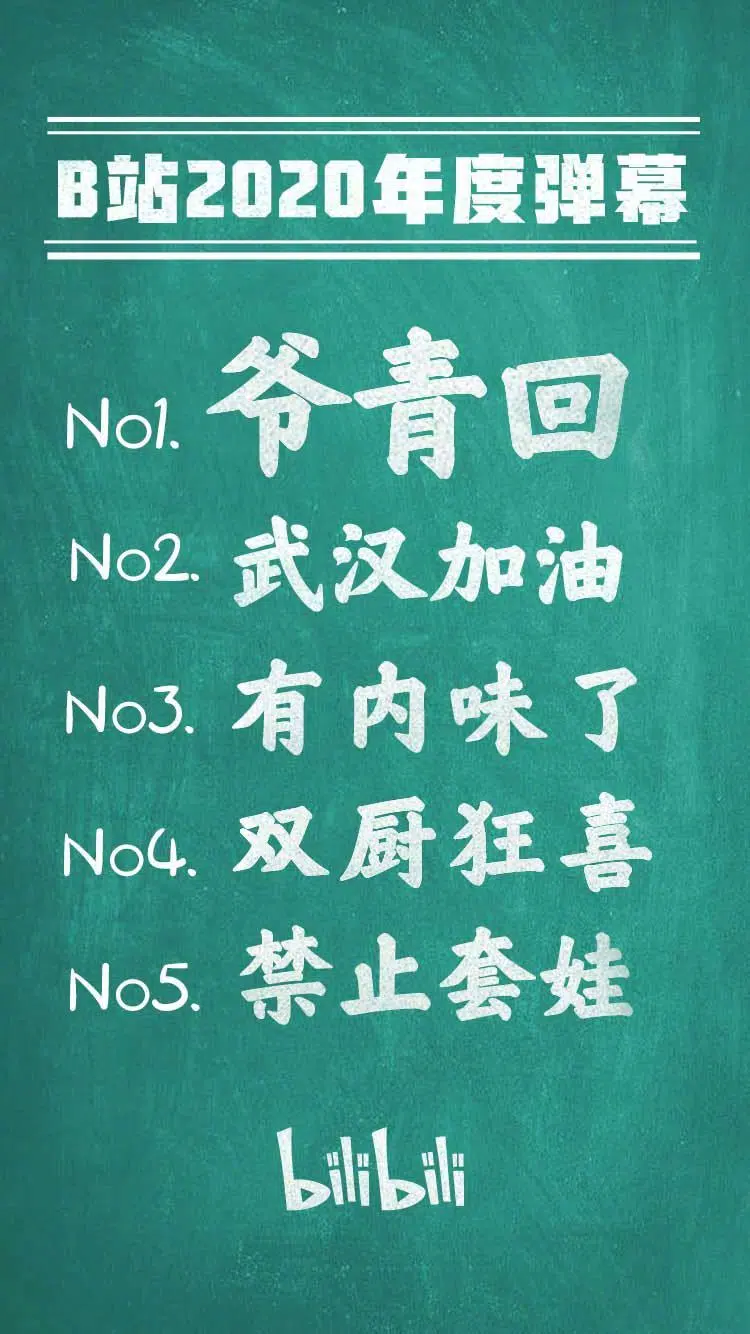 B站2020年度弹幕
No1. 爷青回
No2. 武汉加油
No3. 有内味了
No4. 双厨狂喜
No5. 禁止套娃
bilibili